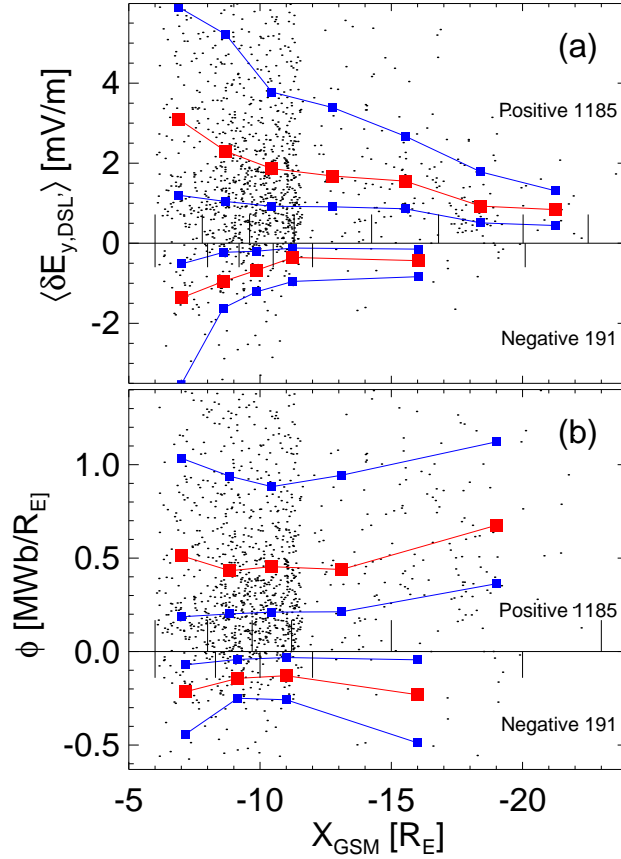 (a)
4
Positive 1185
2
⟨δE_y,DSL'⟩ [mV/m]
0
-2
Negative 191
(b)
1.0
0.5
ϕ [MWb/R_E]
Positive 1185
0.0
Negative 191
-0.5
-5 -10 -15 -20
X_GSM [R_E]